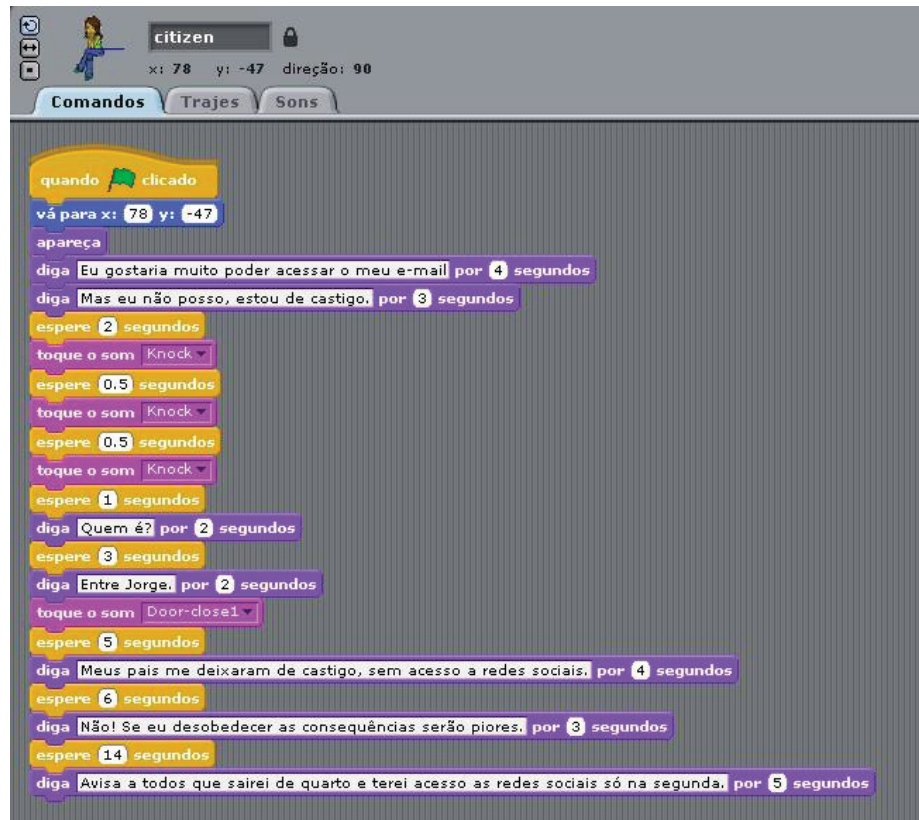 citizen
x: 78 y: -47 direção: 90
Comandos Trajes Sons
quando clicado
vá para x: 78 y: -47
apareça
diga Eu gostaria muito poder acessar o meu e-mail por 4 segundos
diga Mas eu não posso, estou de castigo. por 3 segundos
espere 2 segundos
toque o som Knock
espere 0.5 segundos
toque o som Knock
espere 0.5 segundos
toque o som Knock
espere 1 segundos
diga Quem é? por 2 segundos
espere 3 segundos
diga Entre Jorge. por 2 segundos
toque o som Door-close1
espere 5 segundos
diga Meus pais me deixaram de castigo, sem acesso a redes sociais. por 4 segundos
espere 6 segundos
diga Não! Se eu desobedecer as consequências serão piores. por 3 segundos
espere 14 segundos
diga Avisa a todos que sairei de quarto e terei acesso as redes sociais só na segunda. por 5 segundos